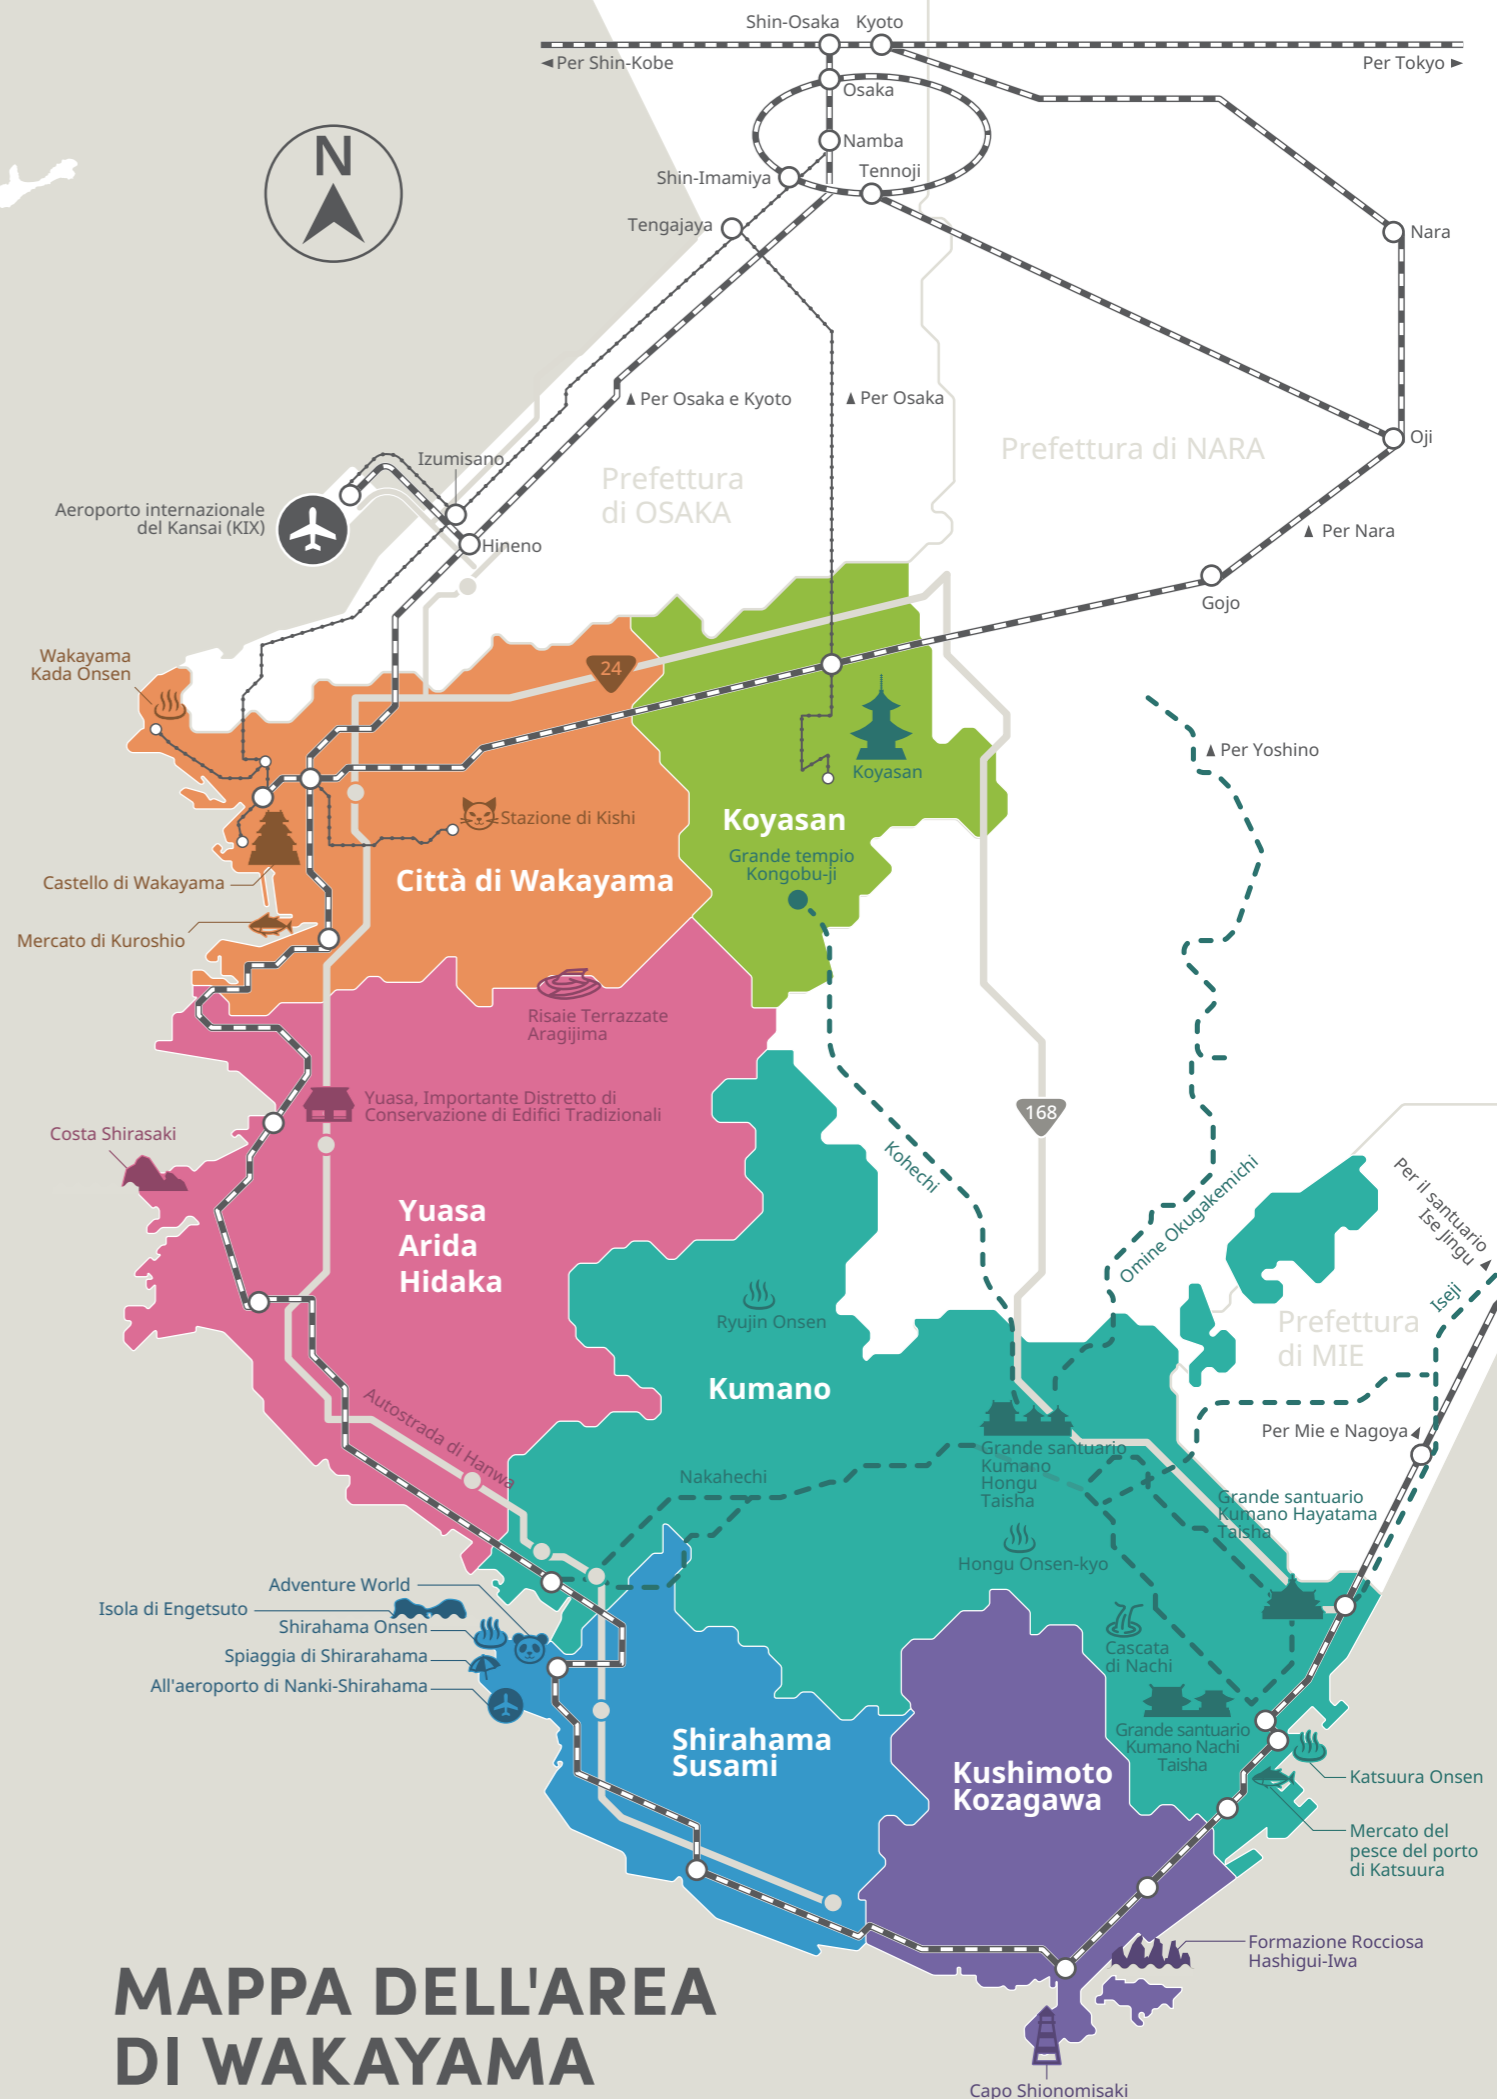 Shin-Osaka
Kyoto
Per Shin-Kobe
Per Tokyo
Osaka
N
Namba
Tennoji
Shin-Imamiya
Tengajaya
Nara
Per Osaka e Kyoto
Per Osaka
Oji
Prefettura di NARA
Izumisano
Prefettura
di OSAKA
Aeroporto internazionale
del Kansai (KIX)
Per Nara
Hineno
Gojo
Wakayama
Kada Onsen
24
Per Yoshino
Koyasan
Stazione di Kishi
Koyasan
Grande tempio
Kongobu-ji
Città di Wakayama
Castello di Wakayama
Mercato di Kuroshio
Risaie Terrazzate
Aragijima
Yuasa, Importante Distretto di
Conservazione di Edifici Tradizionali
168
Costa Shirasaki
Kohechi
Omine Okugakemichi
Per il santuario
Ise Jingu
Yuasa
Arida
Hidaka
Iseji
Ryujin Onsen
Prefettura
di MIE
Kumano
Autostrada di Hanwa
Per Mie e Nagoya
Grande santuario
Kumano
Hongu
Taisha
Nakahechi
Grande santuario
Kumano Hayatama
Taisha
Hongu Onsen-kyo
Adventure World
Isola di Engetsuto
Shirahama Onsen
Spiaggia di Shirarahama
All'aeroporto di Nanki-Shirahama
Cascata
di Nachi
Grande santuario
Kumano Nachi
Taisha
Shirahama
Susami
Kushimoto
Kozagawa
Katsuura Onsen
Mercato del
pesce del porto
di Katsuura
Formazione Rocciosa
Hashigui-Iwa
MAPPA DELL'AREA
DI WAKAYAMA
Capo Shionomisaki